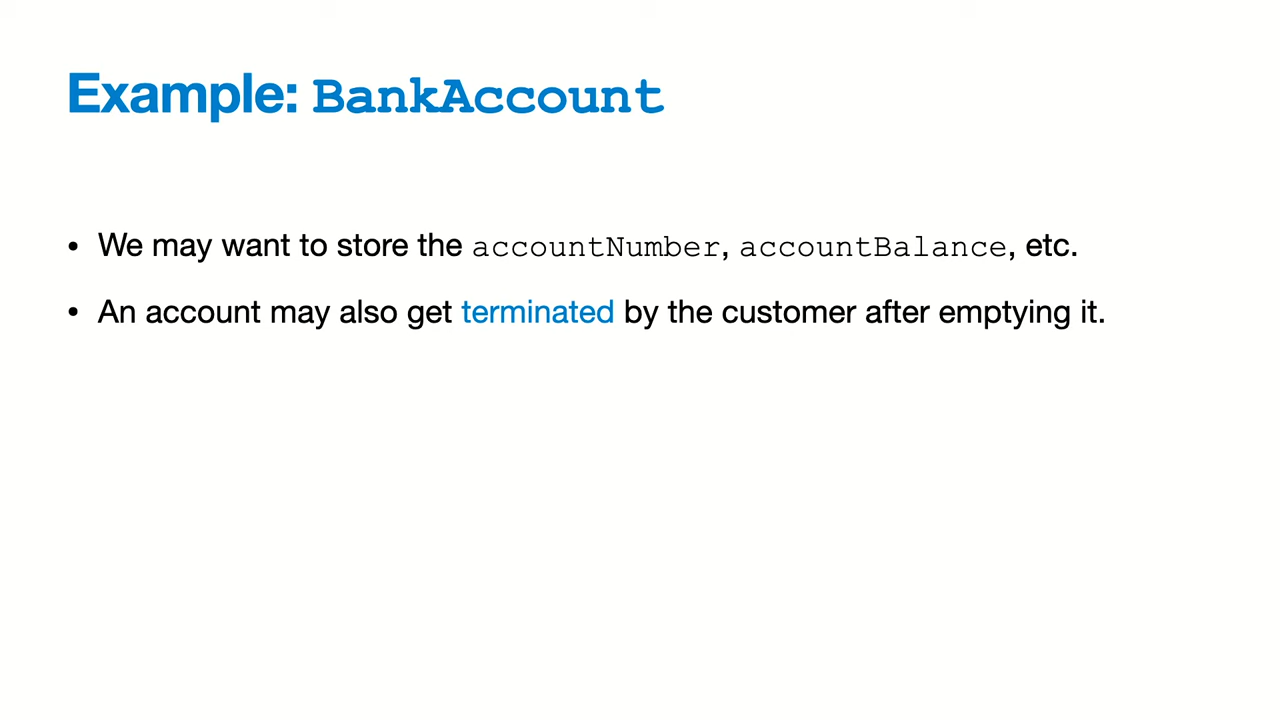 Example: BankAccount
• We may want to store the accountNumber, accountBalance, etc.
• An account may also get terminated by the customer after emptying it.